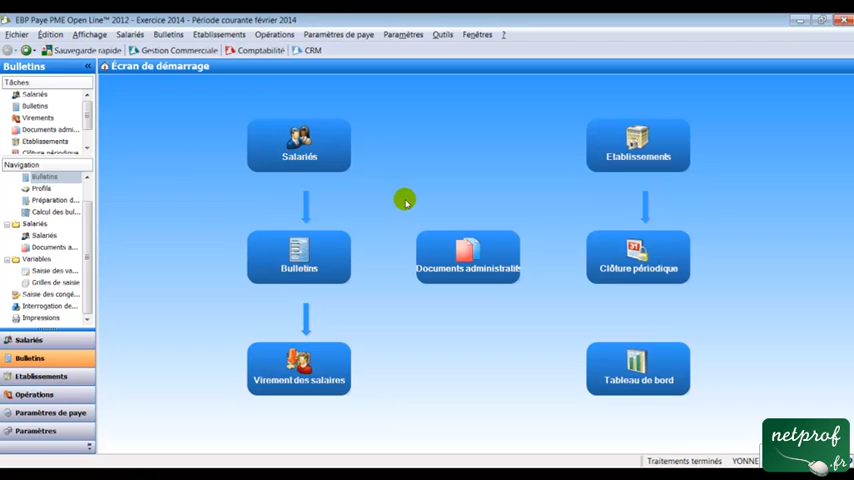 EBP Paye PME Open Line™ 2012 - Exercice 2014 - Période courante février 2014
Fichier Édition Affichage Salariés Bulletins Etablissements Opérations Paramètres de paye Paramètres Outils Fenêtres ?
Sauvegarde rapide Gestion Commerciale Comptabilité CRM
Bulletins
Écran de démarrage
Tâches
Salariés
Bulletins
Virements
Documents admi...
Etablissements
Clôture périodique
Navigation
Bulletins
Profils
Préparation d...
Calcul des bul...
Salariés
Salariés
Documents a...
Variables
Saisie des va...
Grilles de saisie
Saisie des congé...
Interrogation de...
Impressions
Salariés
Bulletins
Etablissements
Opérations
Paramètres de paye
Paramètres
Salariés
Etablissements
Bulletins
Documents administratifs
Clôture périodique
Virement des salaires
Tableau de bord
Traitements terminés
YONNE
netprof
.fr